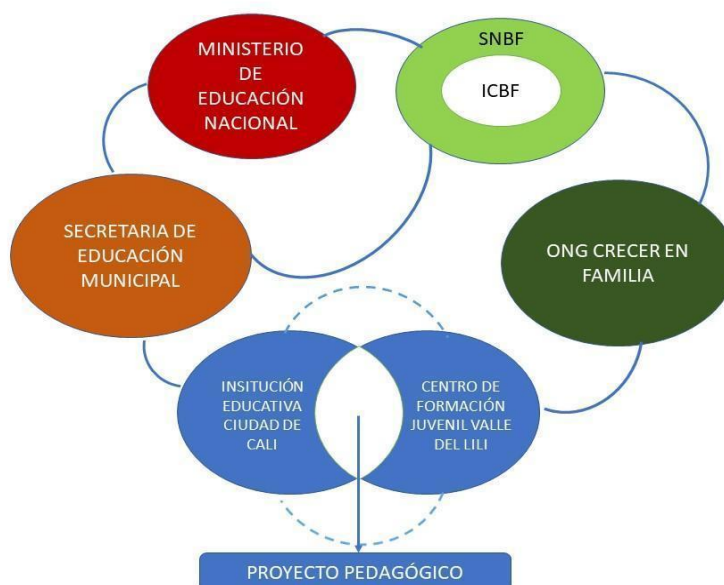 MINISTERIO
DE
EDUCACIÓN
NACIONAL
SNBF
ICBF
SECRETARIA DE
EDUCACIÓN
MUNICIPAL
ONG CRECER EN
FAMILIA
INSITUCIÓN
EDUCATIVA
CIUDAD DE
CALI
CENTRO DE
FORMACIÓN
JUVENIL VALLE
DEL LILI
PROYECTO PEDAGÓGICO